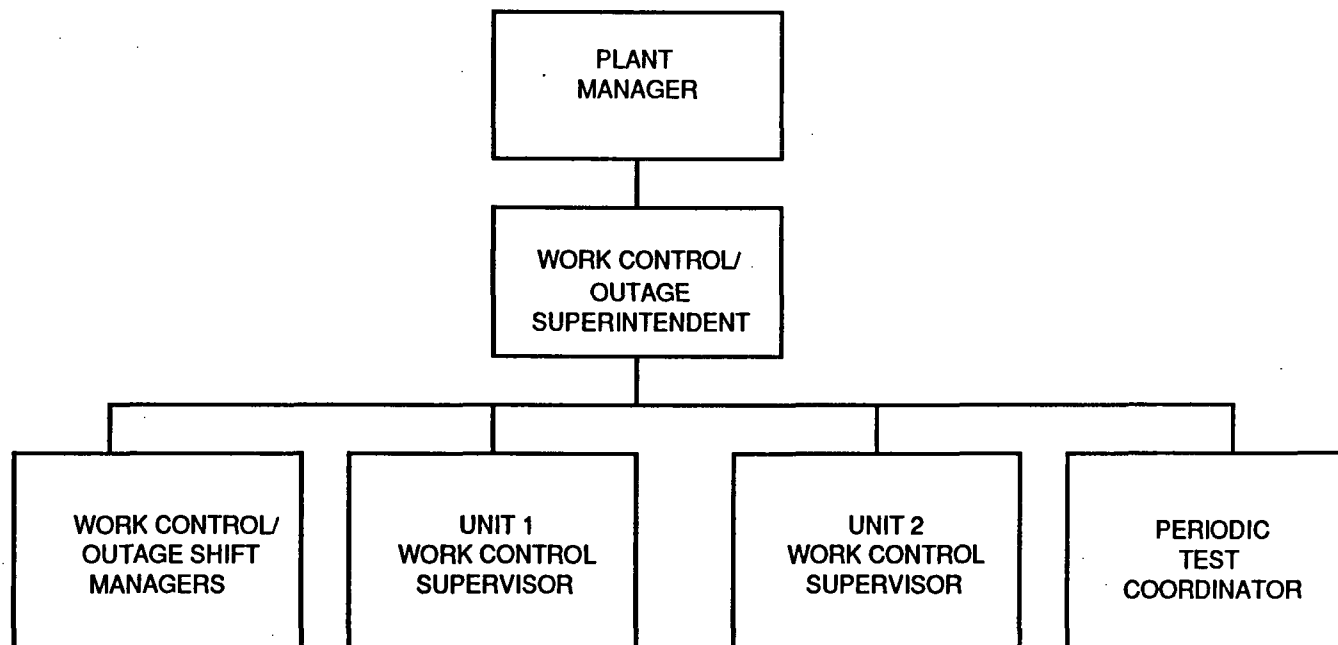 PLANT
MANAGER
WORK CONTROL/
OUTAGE
SUPERINTENDENT
WORK CONTROL/
OUTAGE SHIFT
MANAGERS
UNIT 1
WORK CONTROL
SUPERVISOR
UNIT 2
WORK CONTROL
SUPERVISOR
PERIODIC
TEST
COORDINATOR